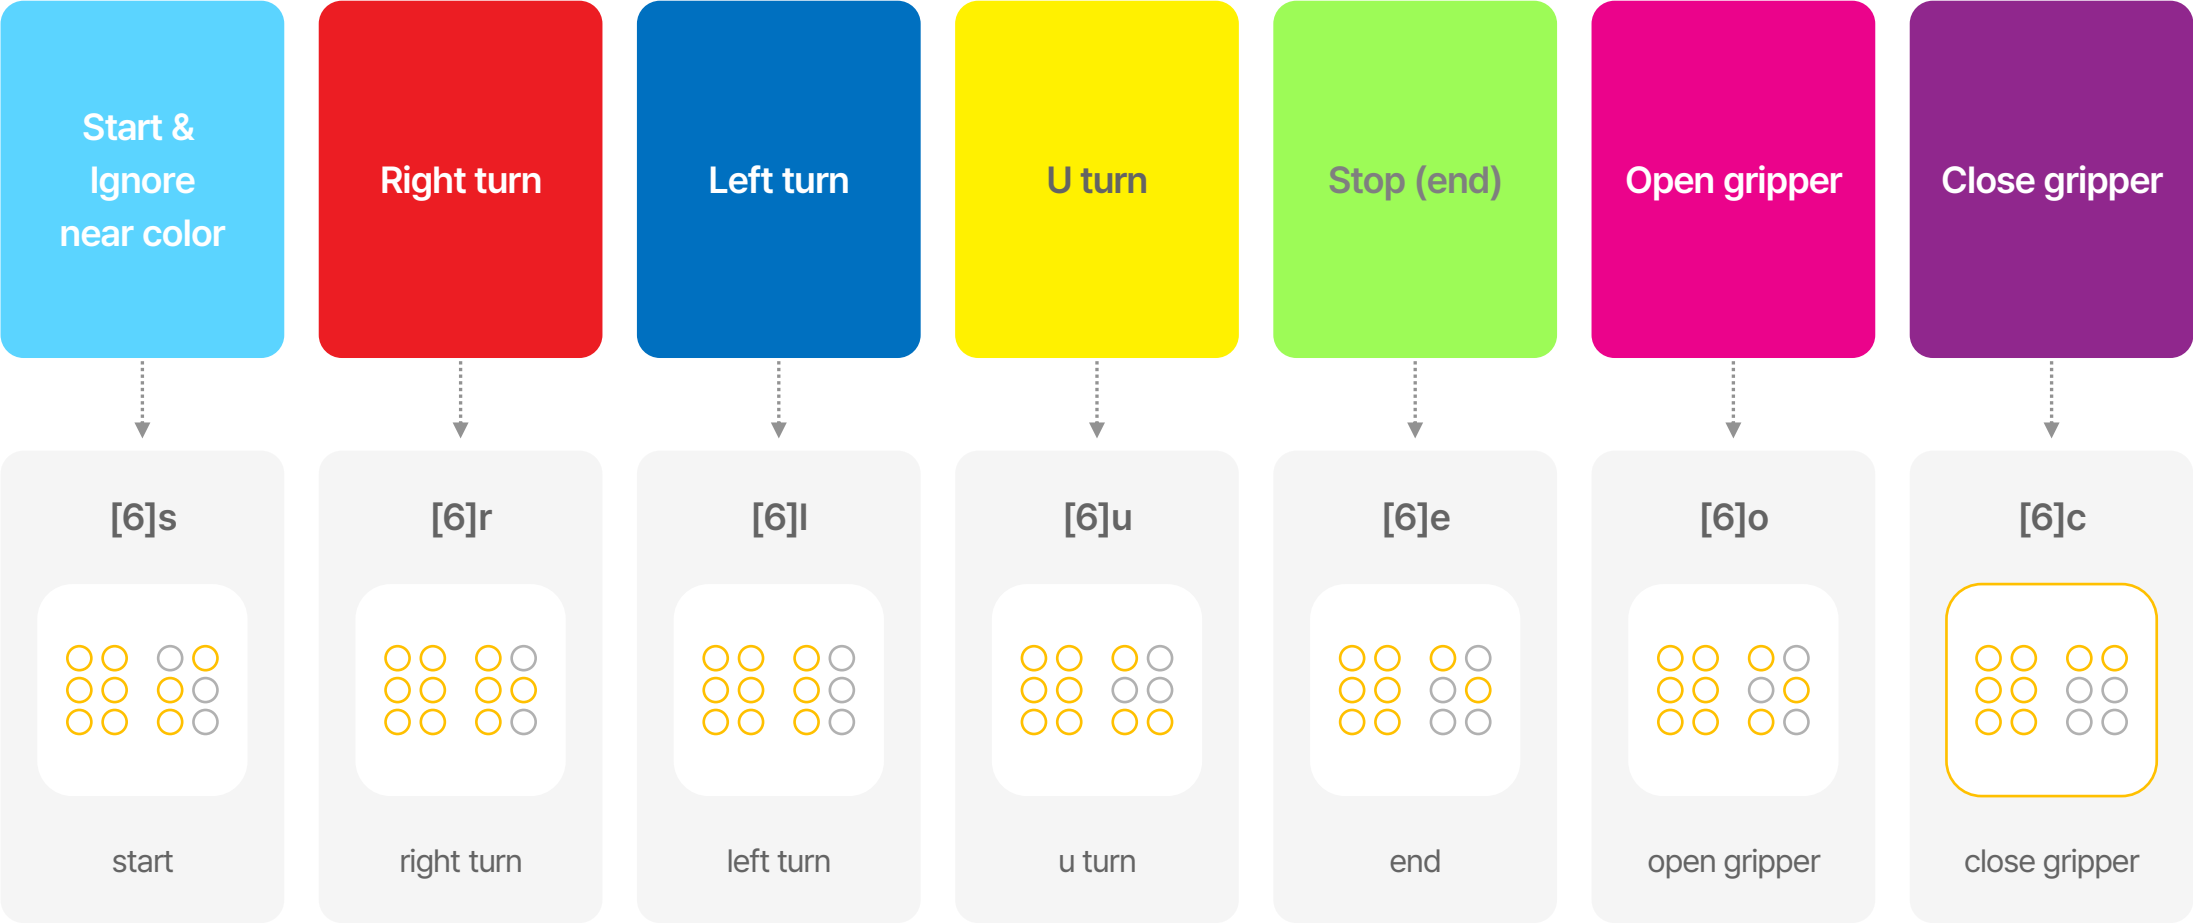 Start &
Ignore
near color
Right turn
Left turn
U turn
Stop (end)
Open gripper
Close gripper
[6]s
[6]r
[6]l
[6]u
[6]e
[6]o
[6]c
start
right turn
left turn
u turn
end
open gripper
close gripper